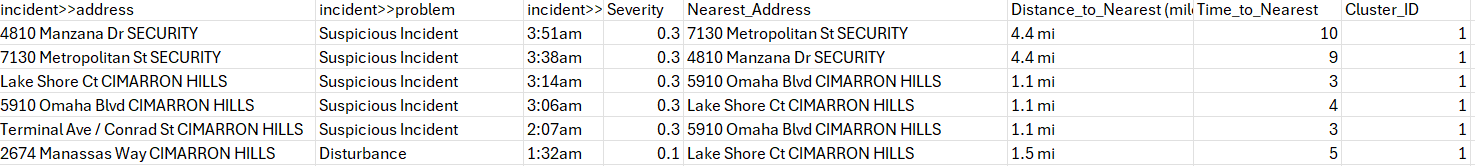 incident>>address incident>>problem incident>> Severity Nearest_Address Distance_to_Nearest (mile Time_to_Nearest Cluster_ID
4810 Manzana Dr SECURITY Suspicious Incident 3:51am 0.3 7130 Metropolitan St SECURITY 4.4 mi 10 1
7130 Metropolitan St SECURITY Suspicious Incident 3:38am 0.3 4810 Manzana Dr SECURITY 4.4 mi 9 1
Lake Shore Ct CIMARRON HILLS Suspicious Incident 3:14am 0.3 5910 Omaha Blvd CIMARRON HILLS 1.1 mi 3 1
5910 Omaha Blvd CIMARRON HILLS Suspicious Incident 3:06am 0.3 Lake Shore Ct CIMARRON HILLS 1.1 mi 4 1
Terminal Ave / Conrad St CIMARRON HILLS Suspicious Incident 2:07am 0.3 5910 Omaha Blvd CIMARRON HILLS 1.1 mi 3 1
2674 Manassas Way CIMARRON HILLS Disturbance 1:32am 0.1 Lake Shore Ct CIMARRON HILLS 1.5 mi 5 1